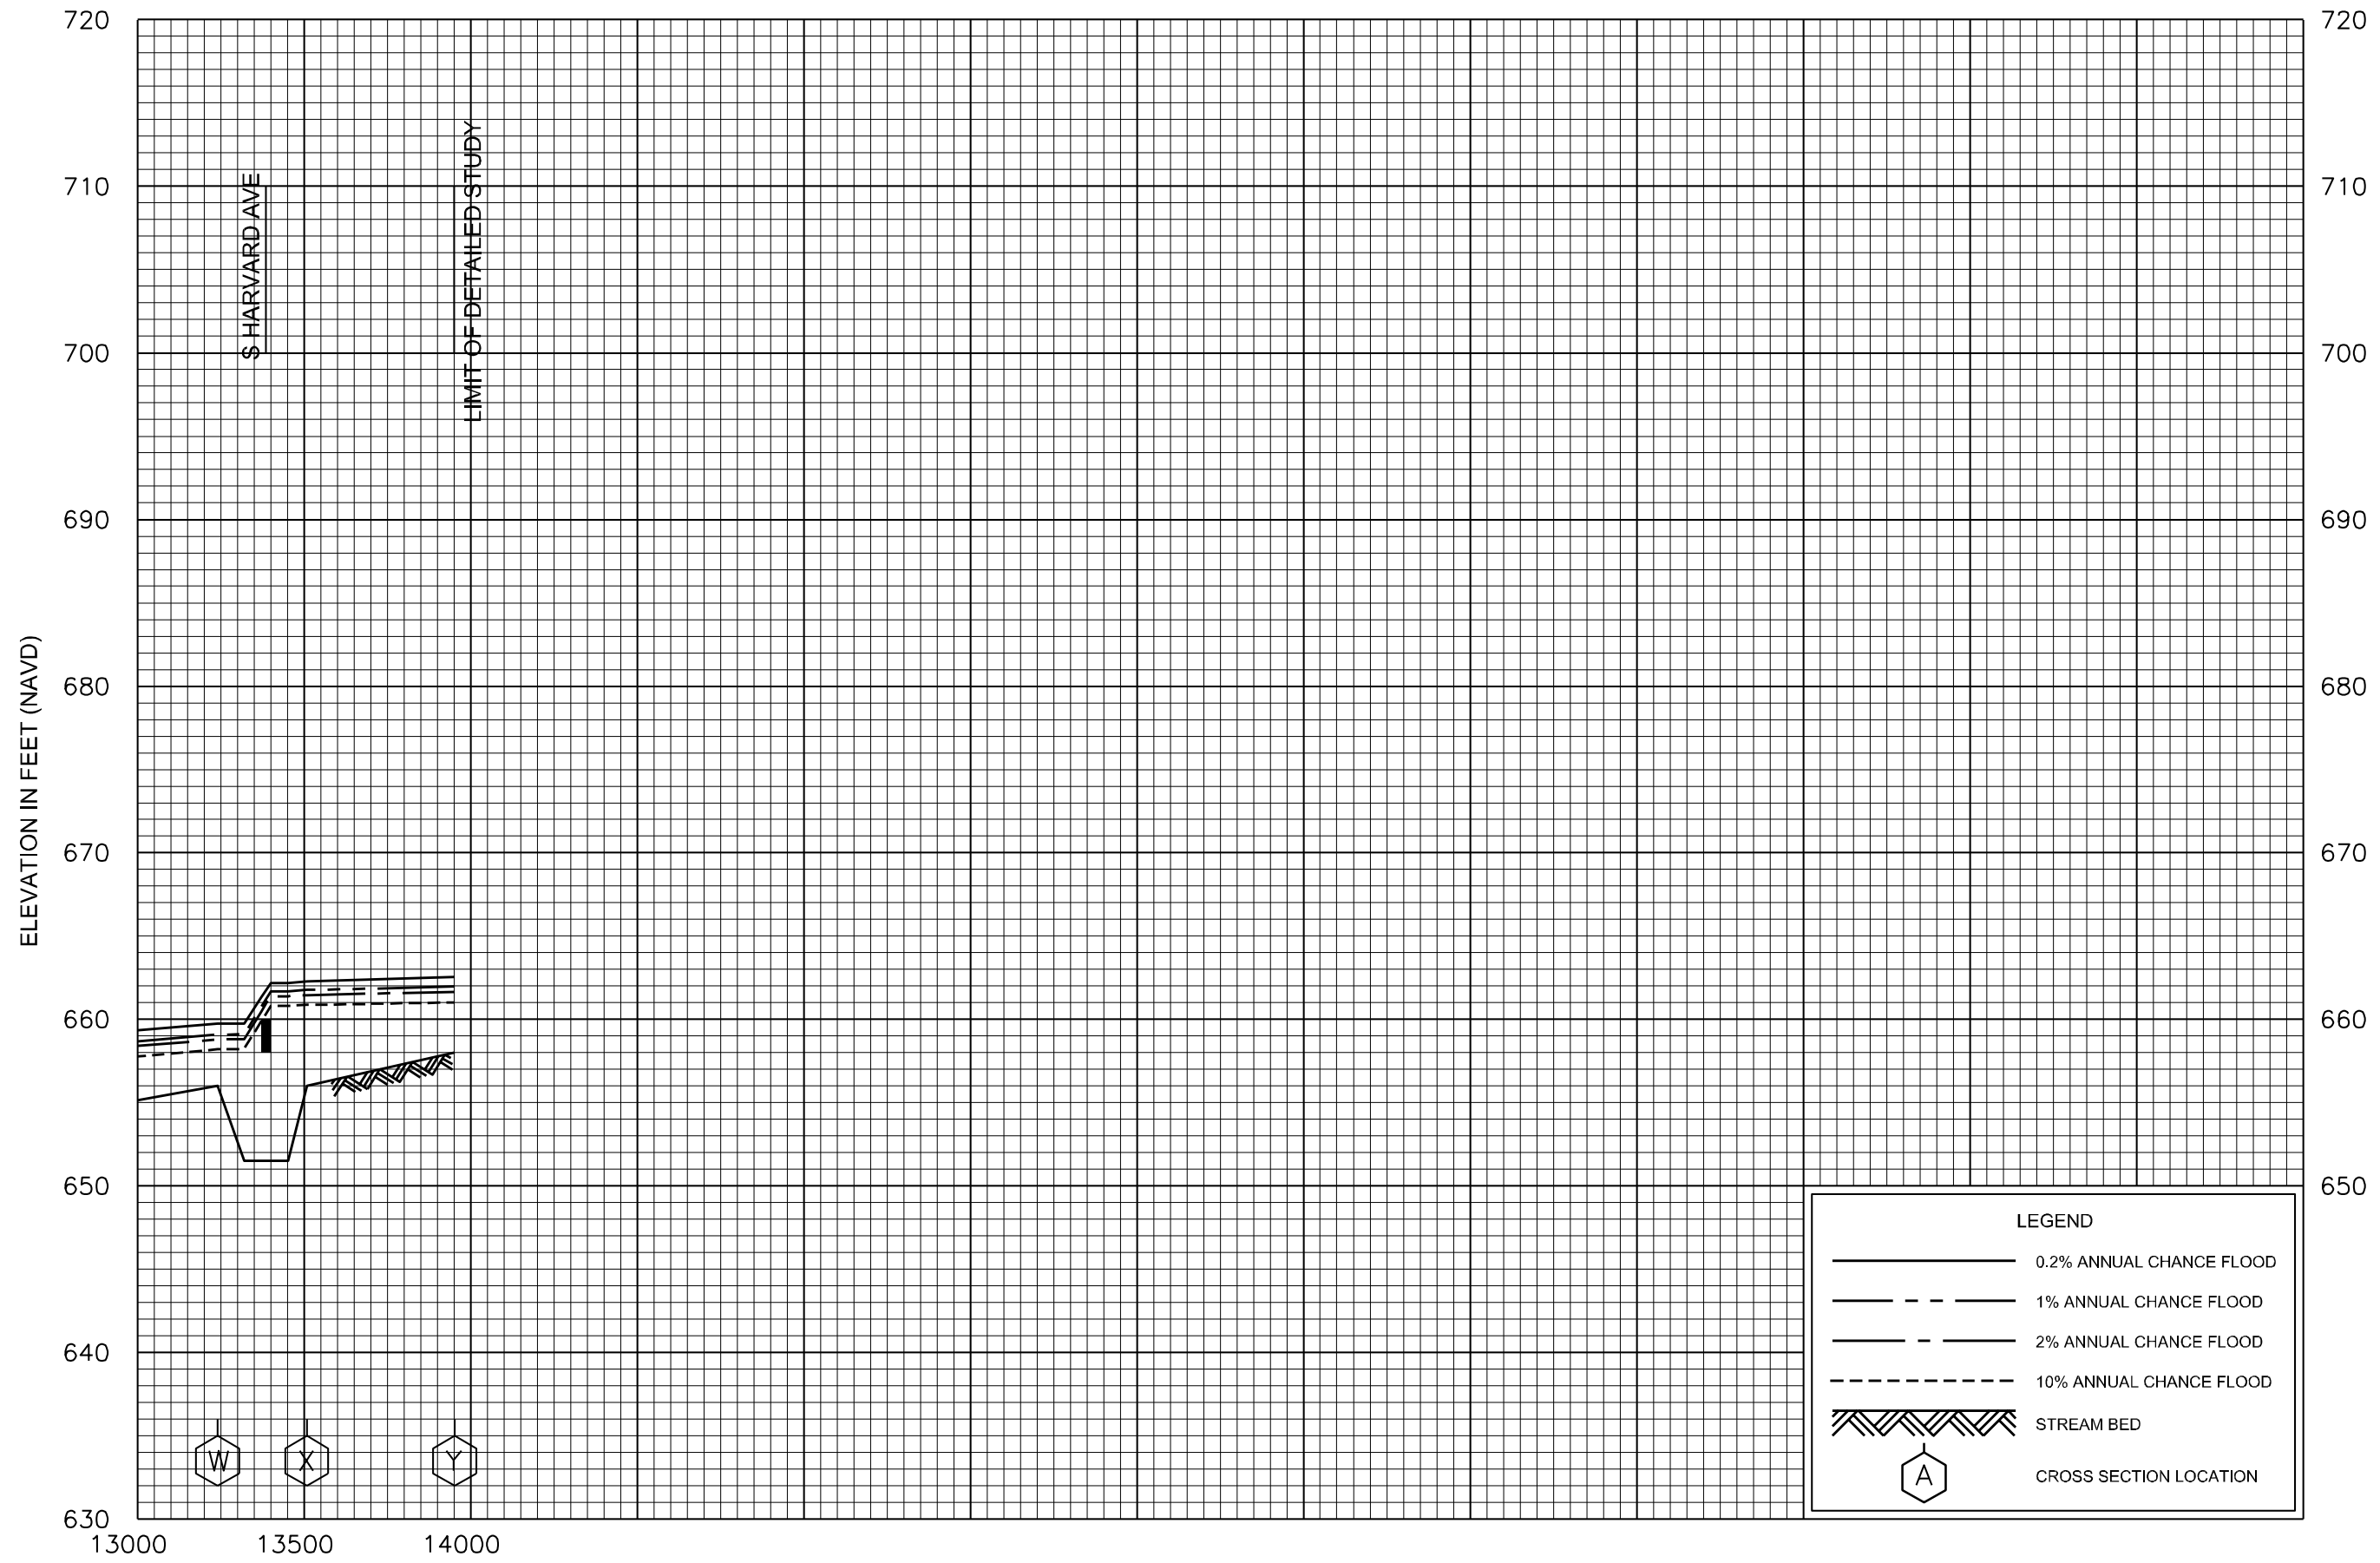 720
710
700
690
680
670
660
650
640
630
ELEVATION IN FEET (NAVD)
S HARVARD AVE
LIMIT OF DETAILED STUDY
720
710
700
690
680
670
660
650
W
X
Y
13000
13500
14000
LEGEND
0.2% ANNUAL CHANCE FLOOD
1% ANNUAL CHANCE FLOOD
2% ANNUAL CHANCE FLOOD
10% ANNUAL CHANCE FLOOD
STREAM BED
A
CROSS SECTION LOCATION